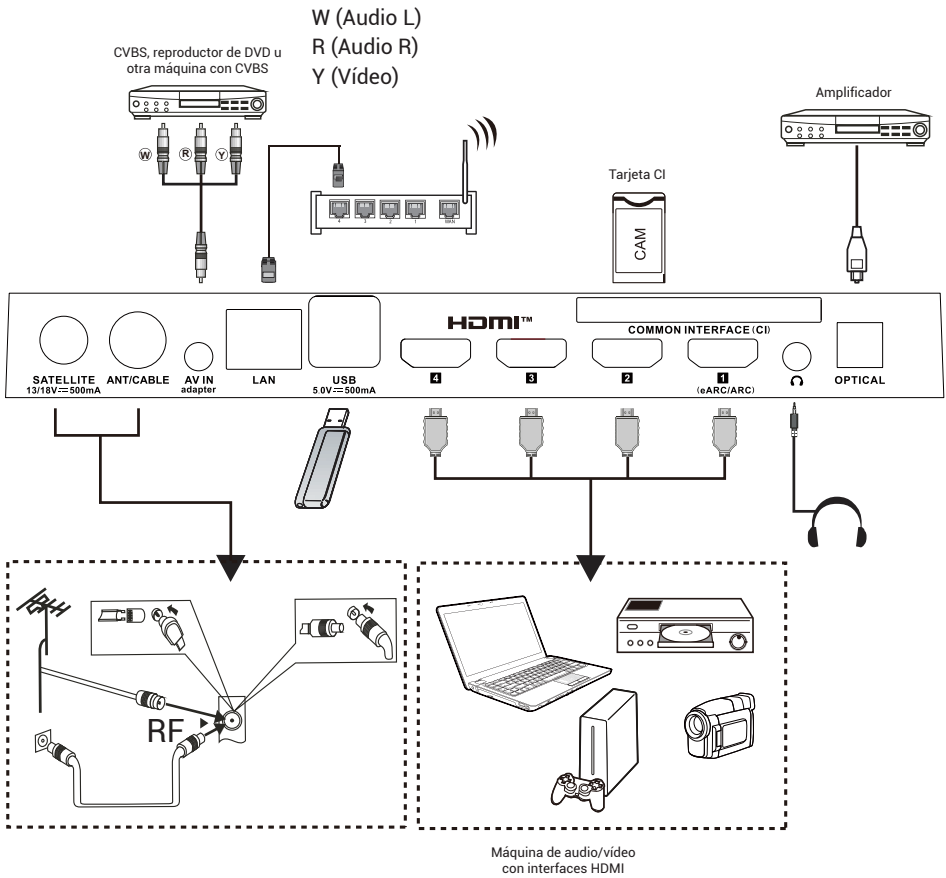 W (Audio L)
R (Audio R)
Y (Vídeo)
CVBS, reproductor de DVD u
otra máquina con CVBS
Amplificador
W R Y
Tarjeta CI
4 3 2 1 WAN
CAM
HDMI™
COMMON INTERFACE (CI)
SATELLITE
13/18V⎓500mA
ANT/CABLE
AV IN
adapter
LAN
USB
5.0V⎓500mA
4
3
2
1
(eARC/ARC)
OPTICAL
RF
Máquina de audio/vídeo
con interfaces HDMI